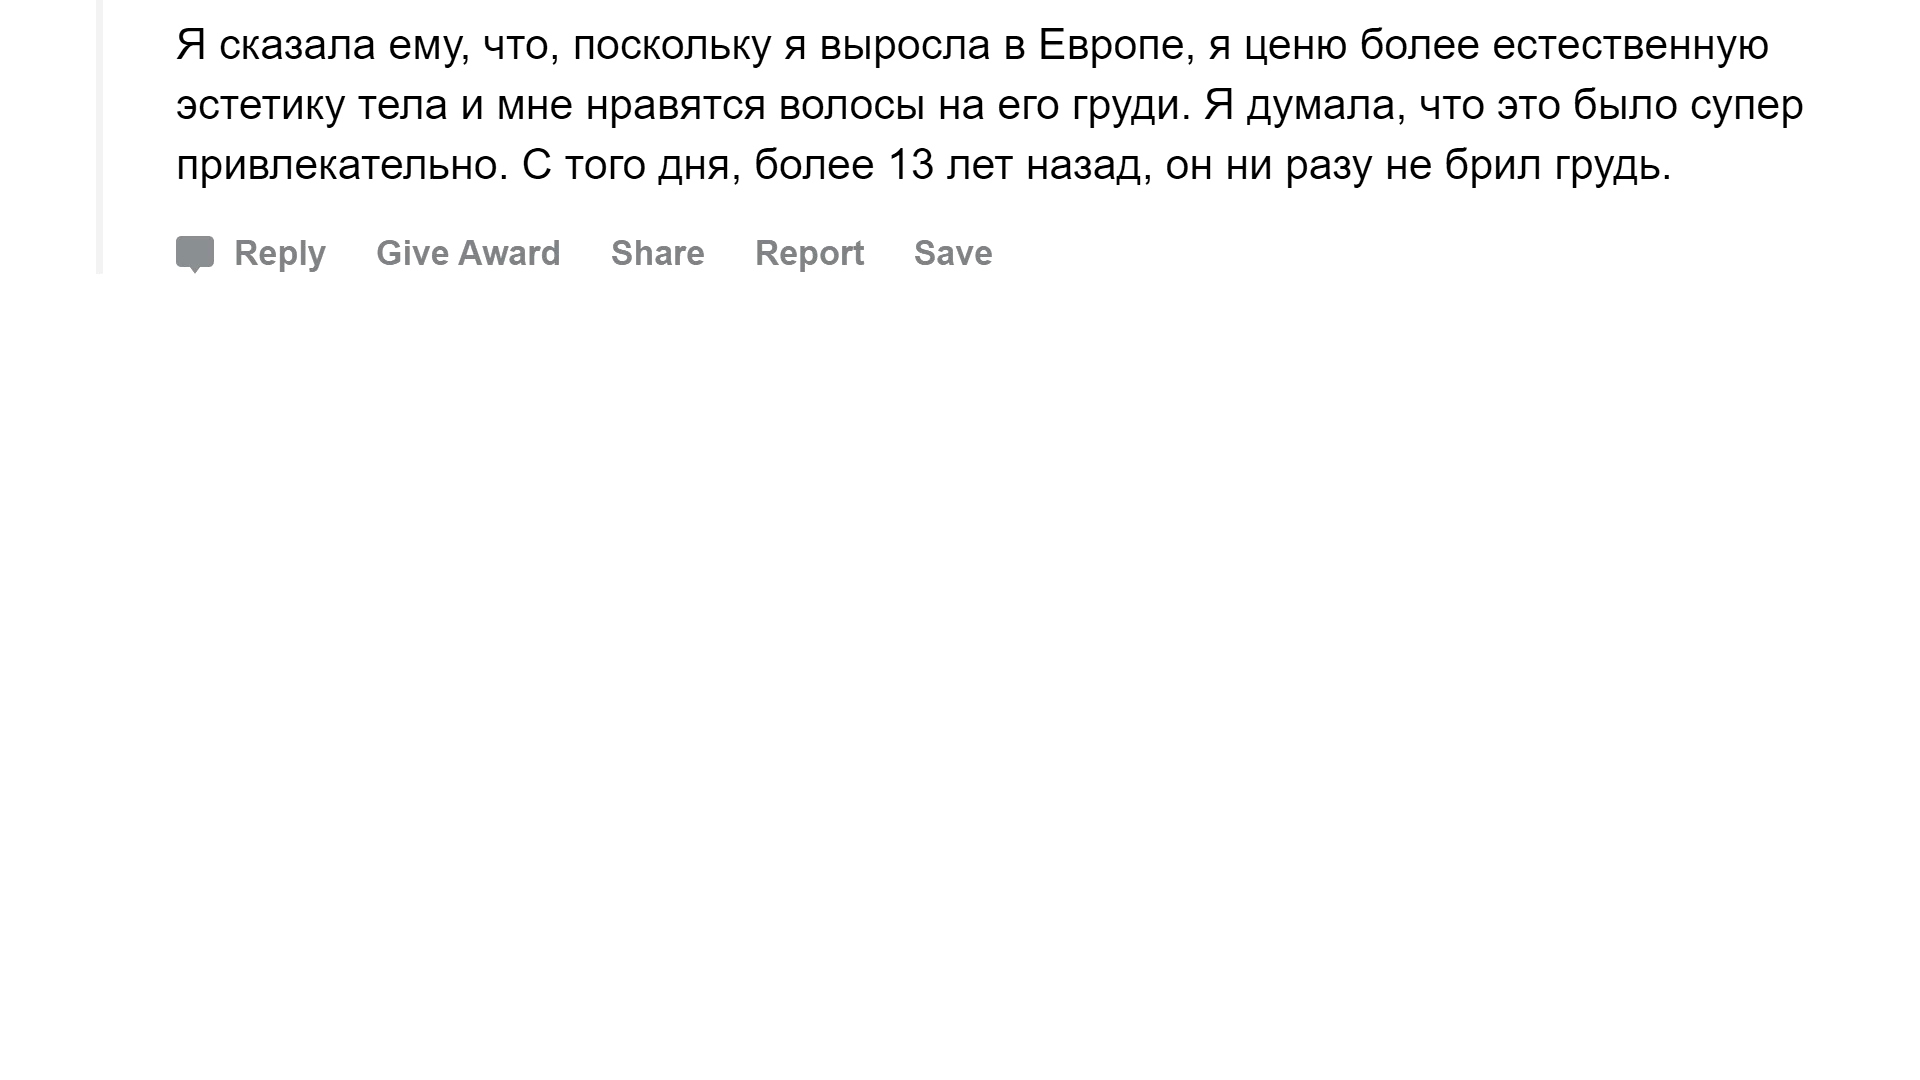 Я сказала ему, что, поскольку я выросла в Европе, я ценю более естественную
эстетику тела и мне нравятся волосы на его груди. Я думала, что это было супер
привлекательно. С того дня, более 13 лет назад, он ни разу не брил грудь.
Reply Give Award Share Report Save